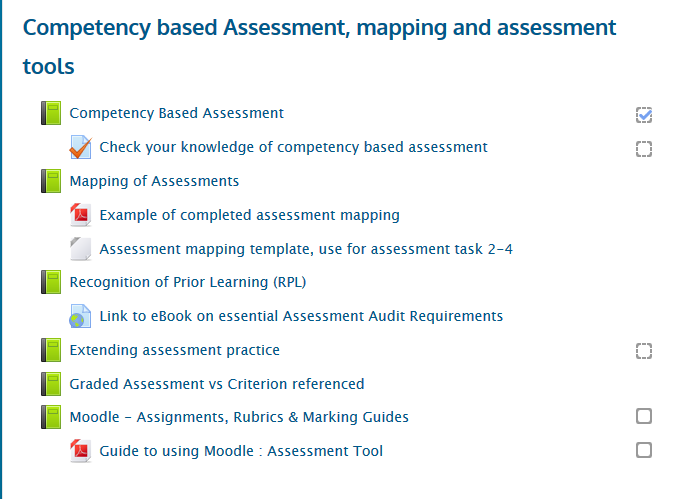 Competency based Assessment, mapping and assessment
tools
Competency Based Assessment
Check your knowledge of competency based assessment
Mapping of Assessments
Example of completed assessment mapping
Assessment mapping template, use for assessment task 2-4
Recognition of Prior Learning (RPL)
Link to eBook on essential Assessment Audit Requirements
Extending assessment practice
Graded Assessment vs Criterion referenced
Moodle - Assignments, Rubrics & Marking Guides
Guide to using Moodle : Assessment Tool